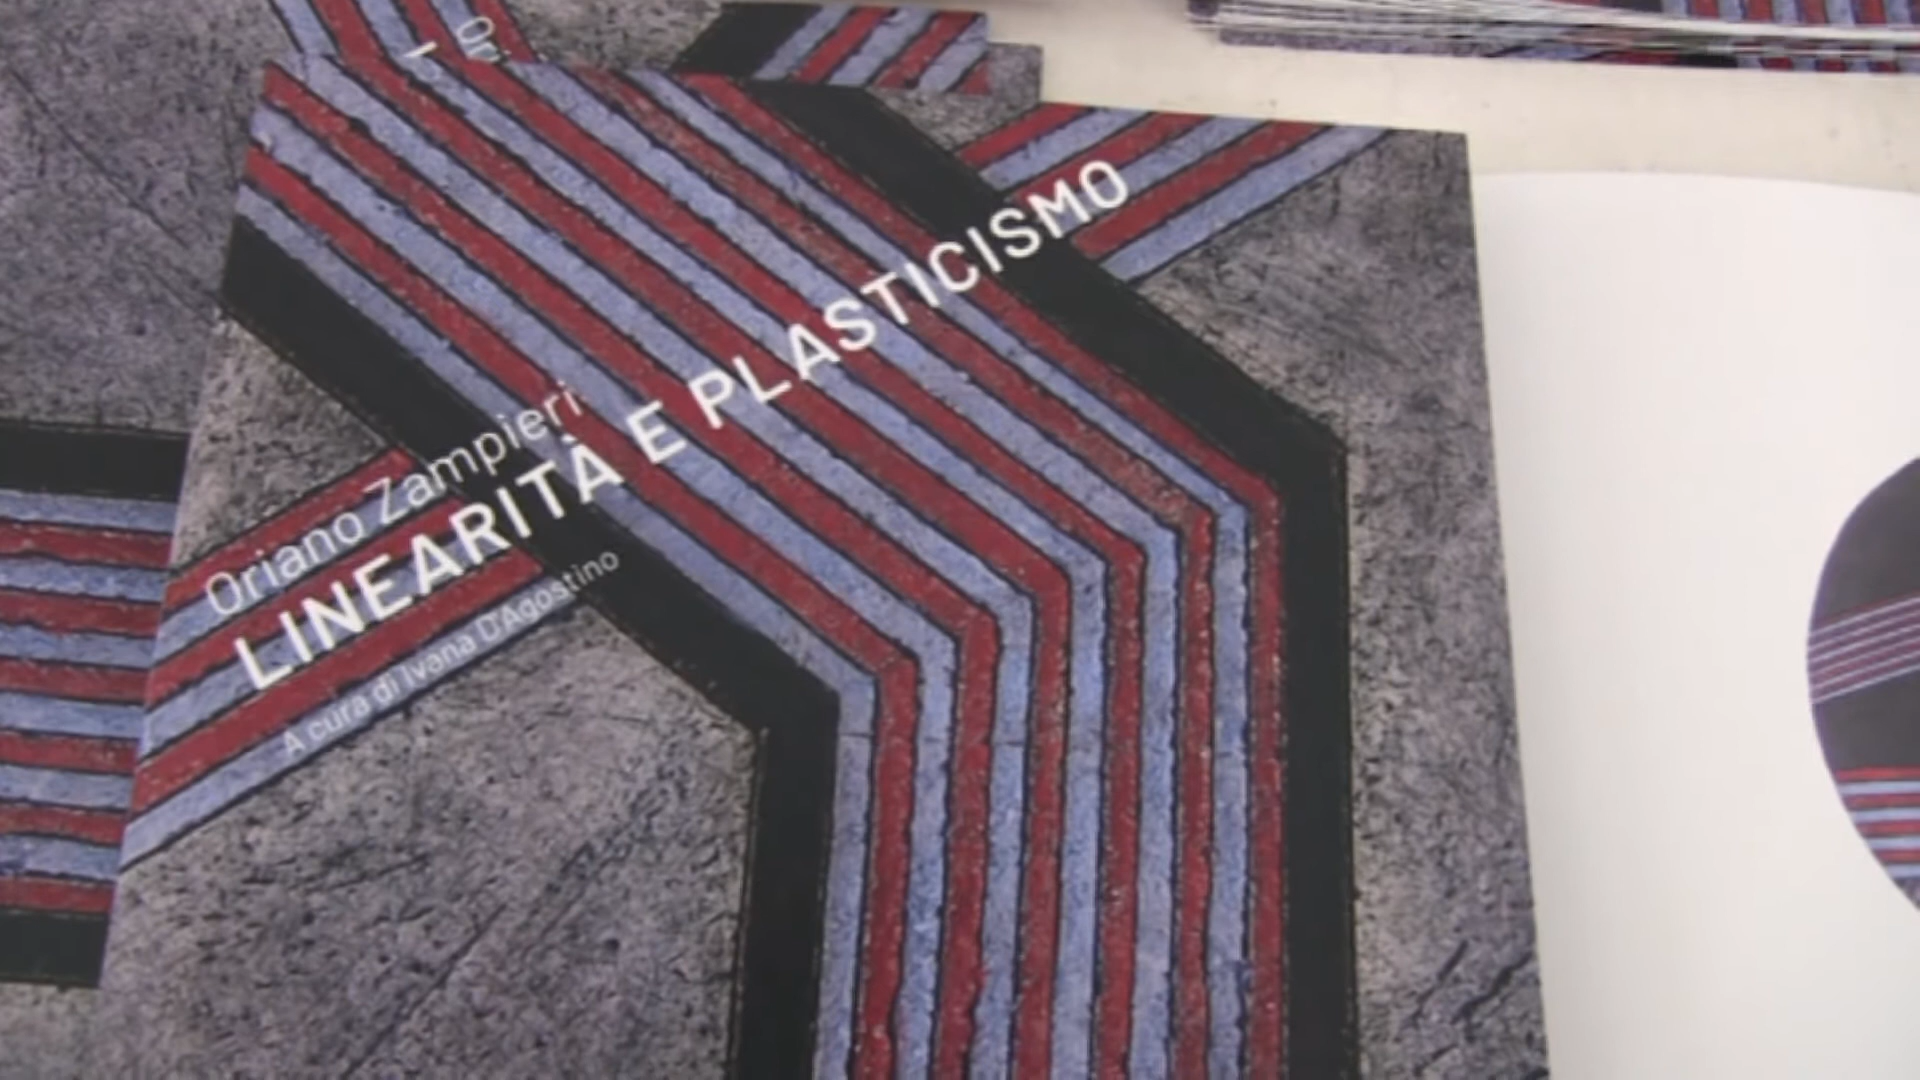 Oriano Zampieri
LINEARITÀ E PLASTICISMO
A cura di Ivana D'Agostino